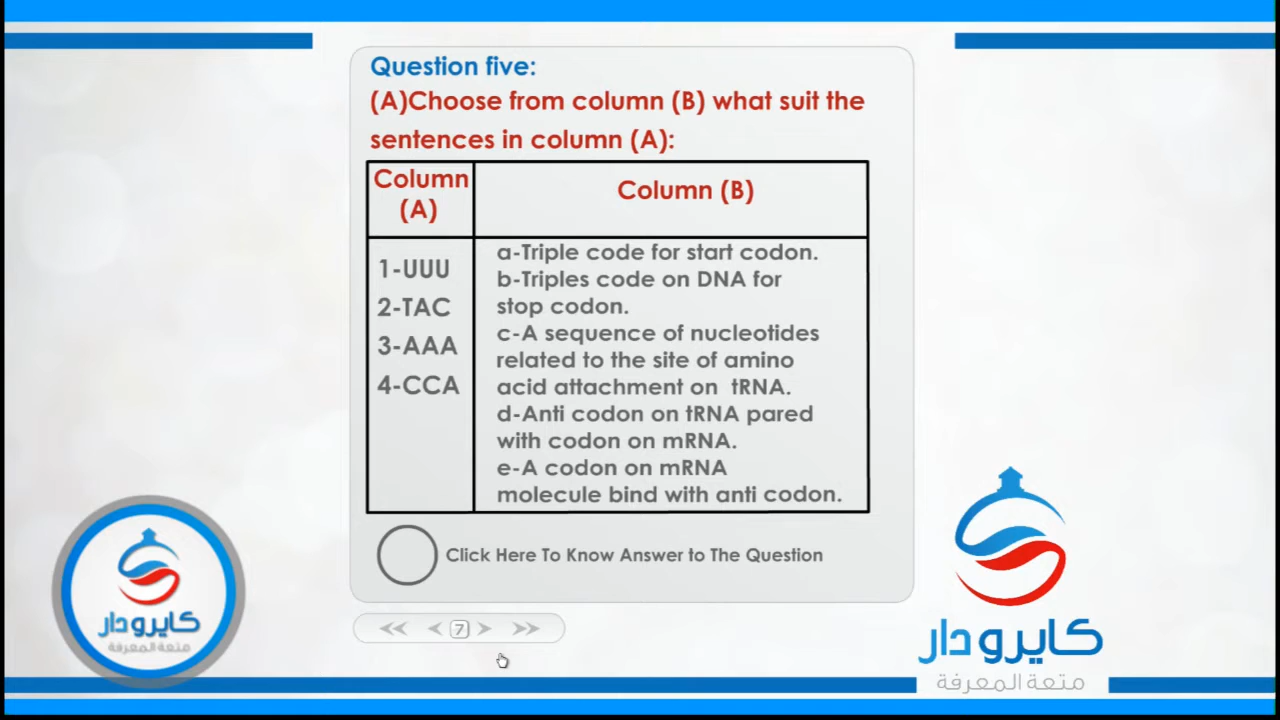 Question five:
(A)Choose from column (B) what suit the
sentences in column (A):
Column
(A)
Column (B)
1-UUU
2-TAC
3-AAA
4-CCA
a-Triple code for start codon.
b-Triples code on DNA for
stop codon.
c-A sequence of nucleotides
related to the site of amino
acid attachment on tRNA.
d-Anti codon on tRNA pared
with codon on mRNA.
e-A codon on mRNA
molecule bind with anti codon.
Click Here To Know Answer to The Question
7
كايرو دار
متعة المعرفة
كايرو دار
متعة المعرفة